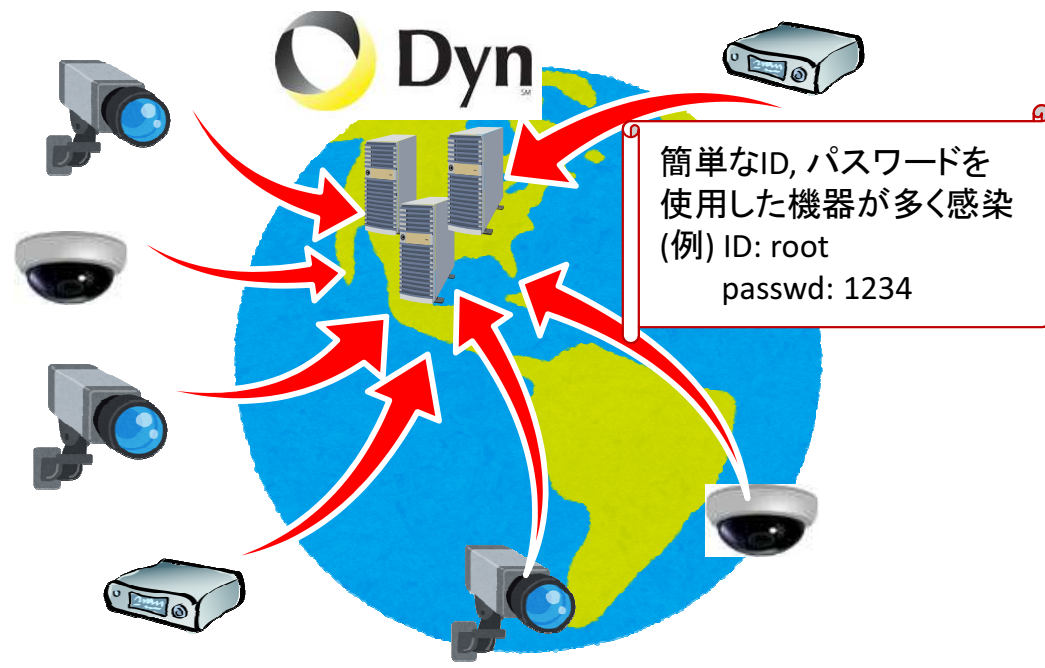 Dyn
SM
簡単なID, パスワードを
使用した機器が多く感染
(例) ID: root
passwd: 1234